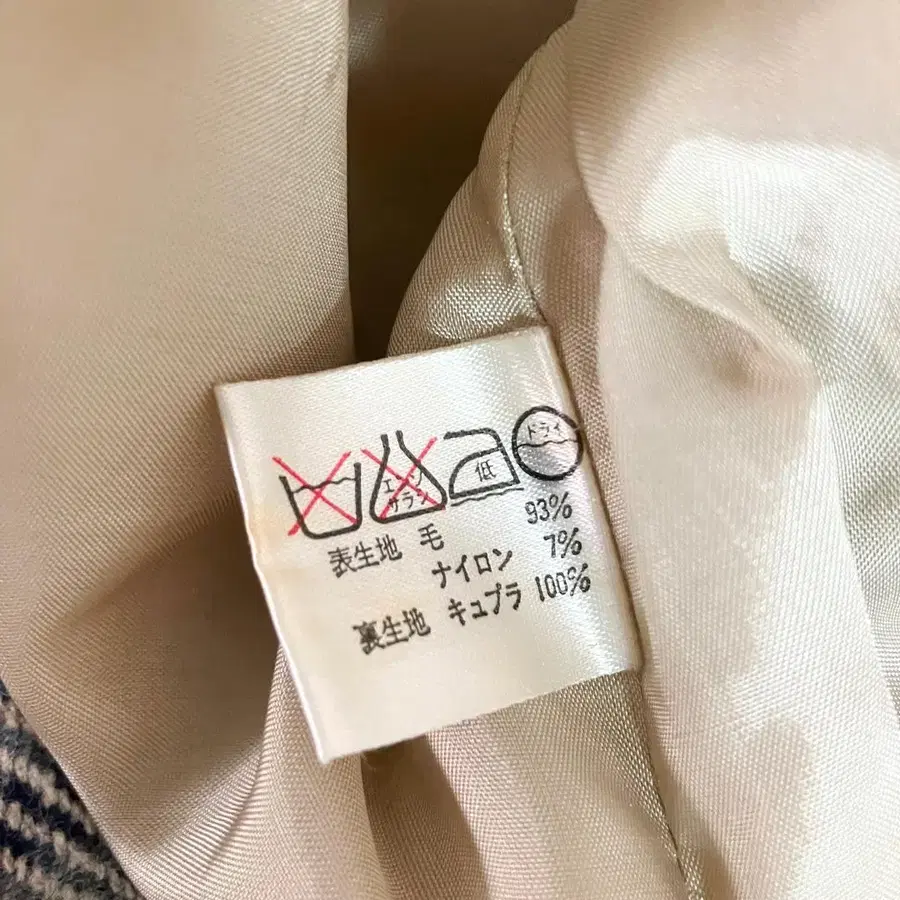 エンソ サラシ 低 ドライ
表生地 毛 93%
ナイロン 7%
裏生地 キュプラ 100%